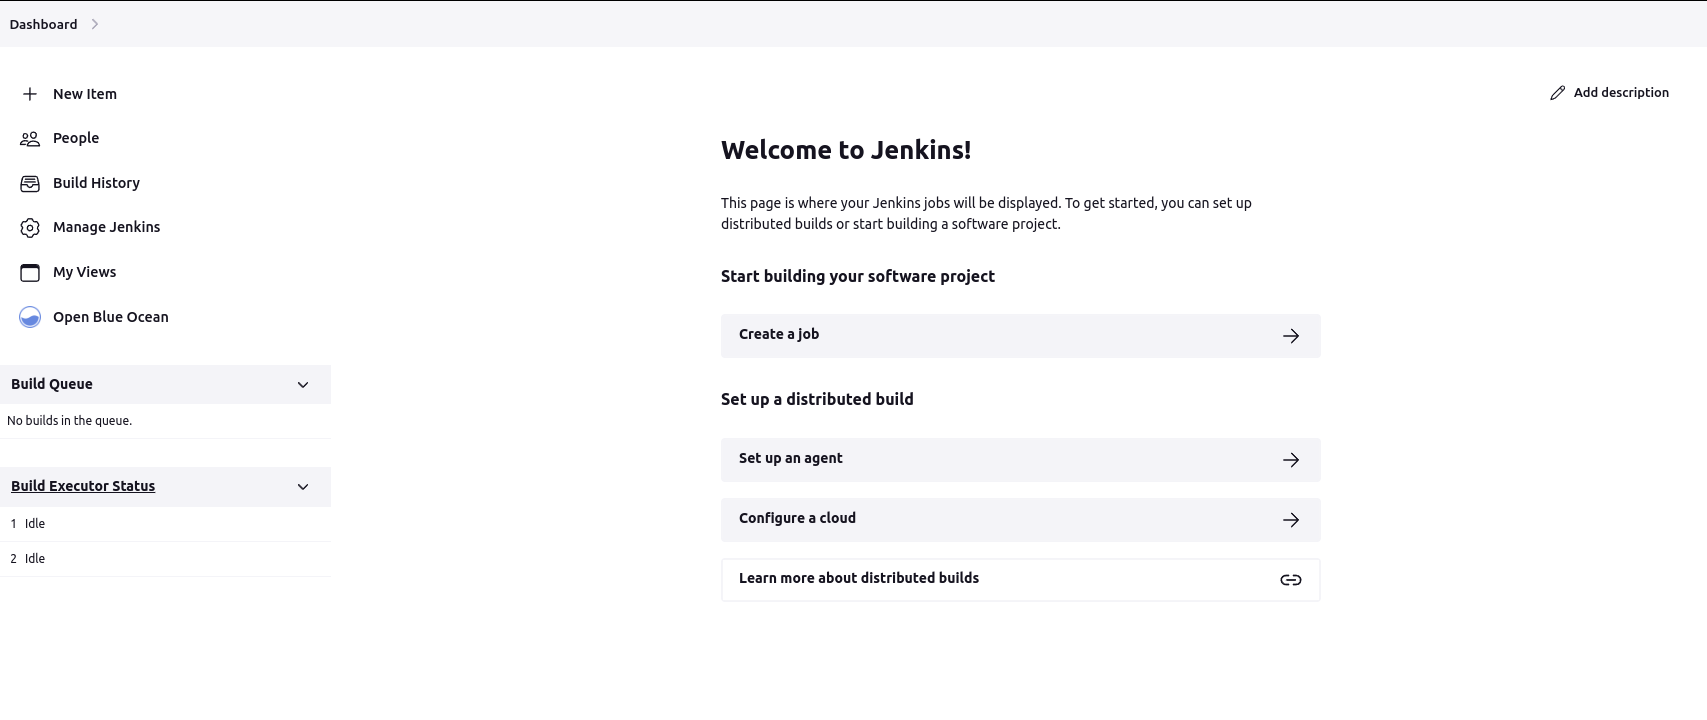 Dashboard
New Item
People
Build History
Manage Jenkins
My Views
Open Blue Ocean
Build Queue
No builds in the queue.
Build Executor Status
1 Idle
2 Idle
Add description
Welcome to Jenkins!
This page is where your Jenkins jobs will be displayed. To get started, you can set up
distributed builds or start building a software project.
Start building your software project
Create a job
Set up a distributed build
Set up an agent
Configure a cloud
Learn more about distributed builds